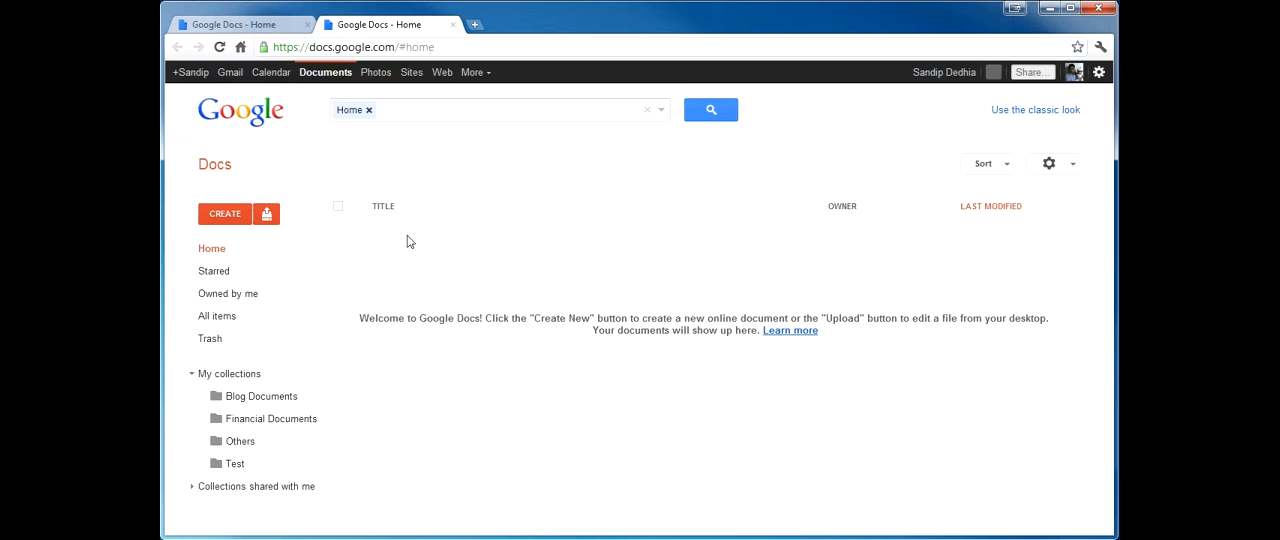 Google Docs - Home
Google Docs - Home
https://docs.google.com/#home
+Sandip Gmail Calendar Documents Photos Sites Web More
Sandip Dedhia Share...
Google
Home
Use the classic look
Docs
Sort
CREATE
TITLE OWNER LAST MODIFIED
Home
Starred
Owned by me
All items
Trash
Welcome to Google Docs! Click the "Create New" button to create a new online document or the "Upload" button to edit a file from your desktop.
Your documents will show up here. Learn more
My collections
Blog Documents
Financial Documents
Others
Test
Collections shared with me